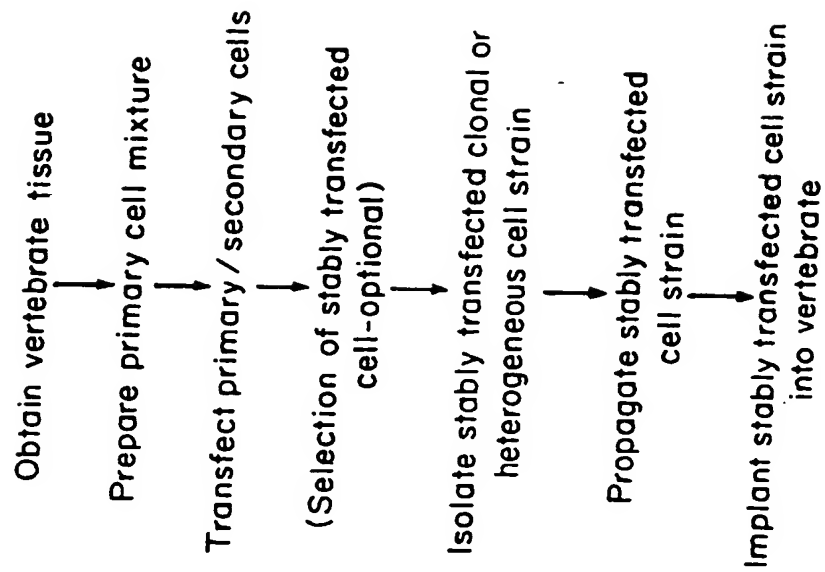 Obtain vertebrate tissue
Prepare primary cell mixture
Transfect primary/secondary cells
(Selection of stably transfected
cell-optional)
Isolate stably transfected clonal or
heterogeneous cell strain
Propagate stably transfected
cell strain
Implant stably transfected cell strain
into vertebrate